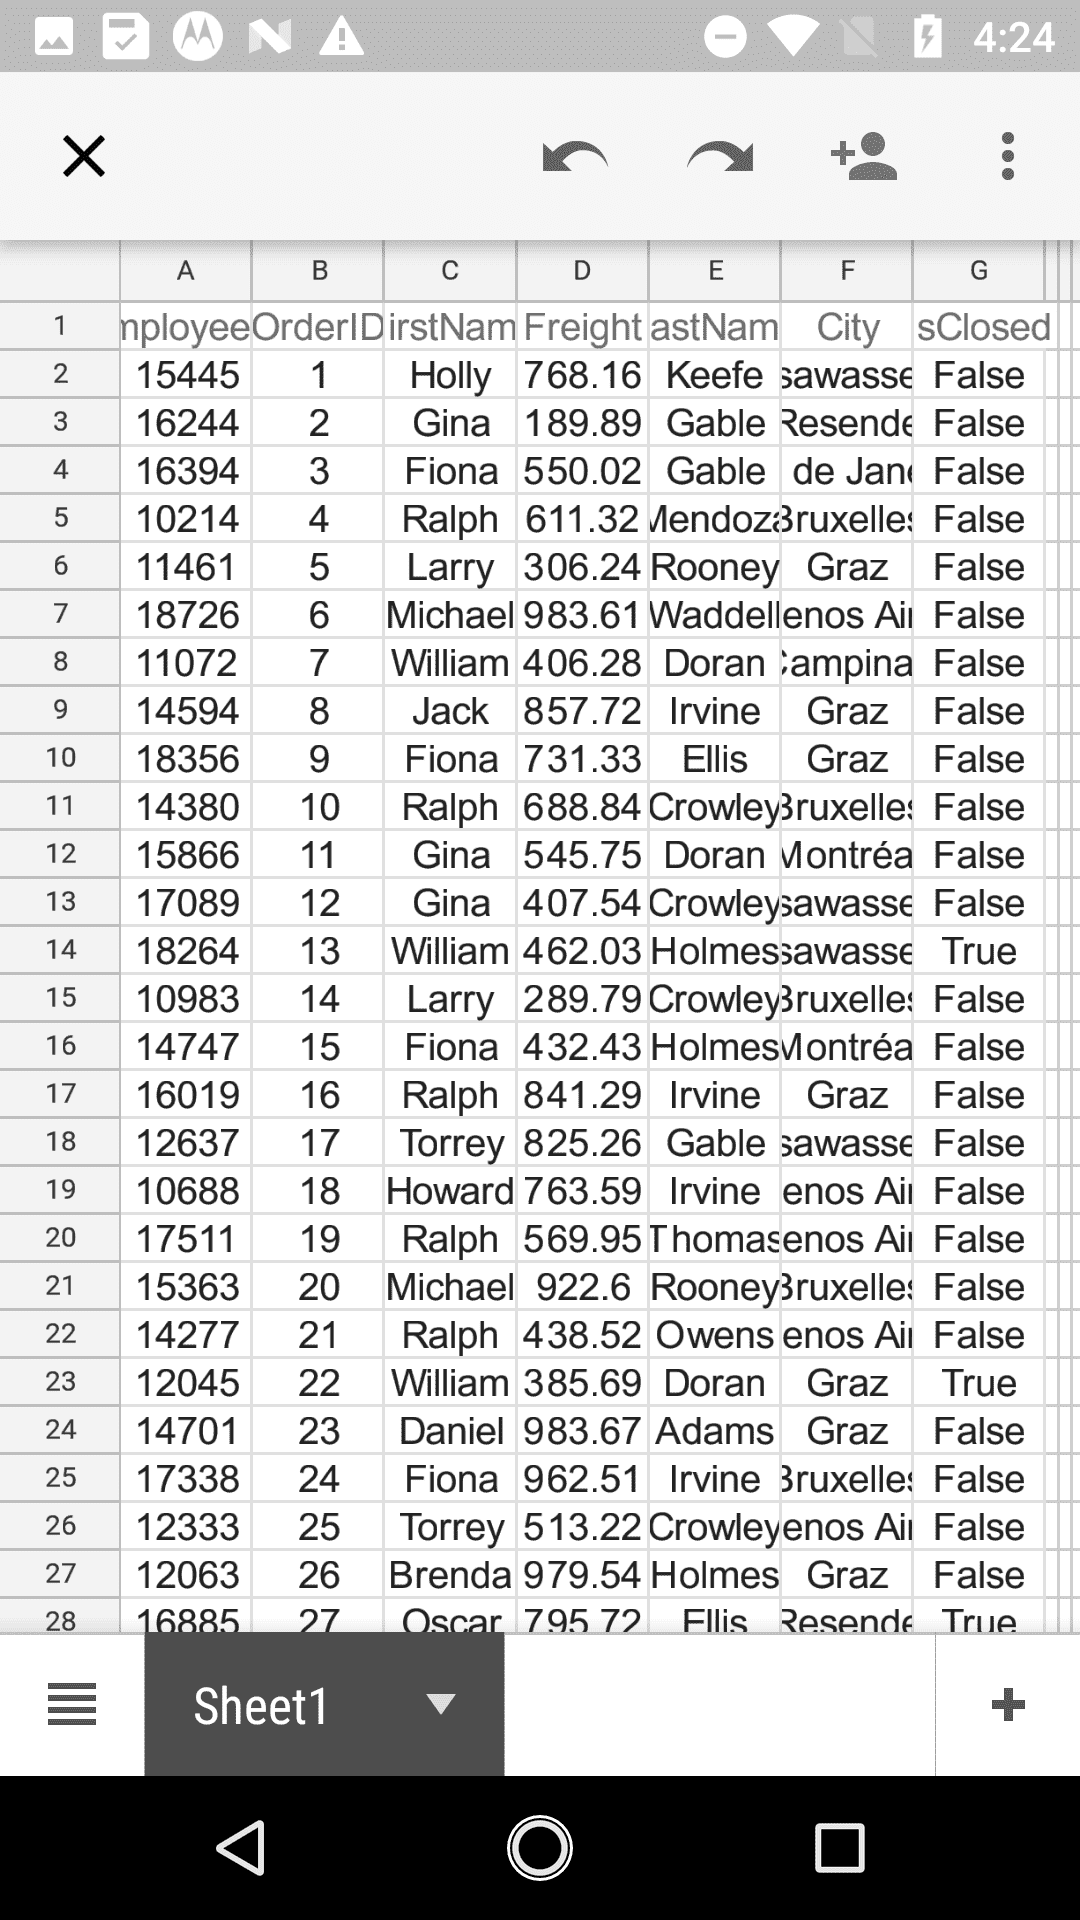 4:24
A B C D E F G
1 mployee OrderID irstNam Freight astNam City sClosed
2 15445 1 Holly 768.16 Keefe sawasse False
3 16244 2 Gina 189.89 Gable Resende False
4 16394 3 Fiona 550.02 Gable de Jane False
5 10214 4 Ralph 611.32 Mendoza Bruxelles False
6 11461 5 Larry 306.24 Rooney Graz False
7 18726 6 Michael 983.61 Waddell enos Air False
8 11072 7 William 406.28 Doran Campina False
9 14594 8 Jack 857.72 Irvine Graz False
10 18356 9 Fiona 731.33 Ellis Graz False
11 14380 10 Ralph 688.84 Crowley Bruxelles False
12 15866 11 Gina 545.75 Doran Montréa False
13 17089 12 Gina 407.54 Crowley sawasse False
14 18264 13 William 462.03 Holmes sawasse True
15 10983 14 Larry 289.79 Crowley Bruxelles False
16 14747 15 Fiona 432.43 Holmes Montréa False
17 16019 16 Ralph 841.29 Irvine Graz False
18 12637 17 Torrey 825.26 Gable sawasse False
19 10688 18 Howard 763.59 Irvine enos Air False
20 17511 19 Ralph 569.95 Thomas enos Air False
21 15363 20 Michael 922.6 Rooney Bruxelles False
22 14277 21 Ralph 438.52 Owens enos Air False
23 12045 22 William 385.69 Doran Graz True
24 14701 23 Daniel 983.67 Adams Graz False
25 17338 24 Fiona 962.51 Irvine Bruxelles False
26 12333 25 Torrey 513.22 Crowley enos Air False
27 12063 26 Brenda 979.54 Holmes Graz False
28 16885 27 Oscar 795.72 Ellis Resende True
Sheet1